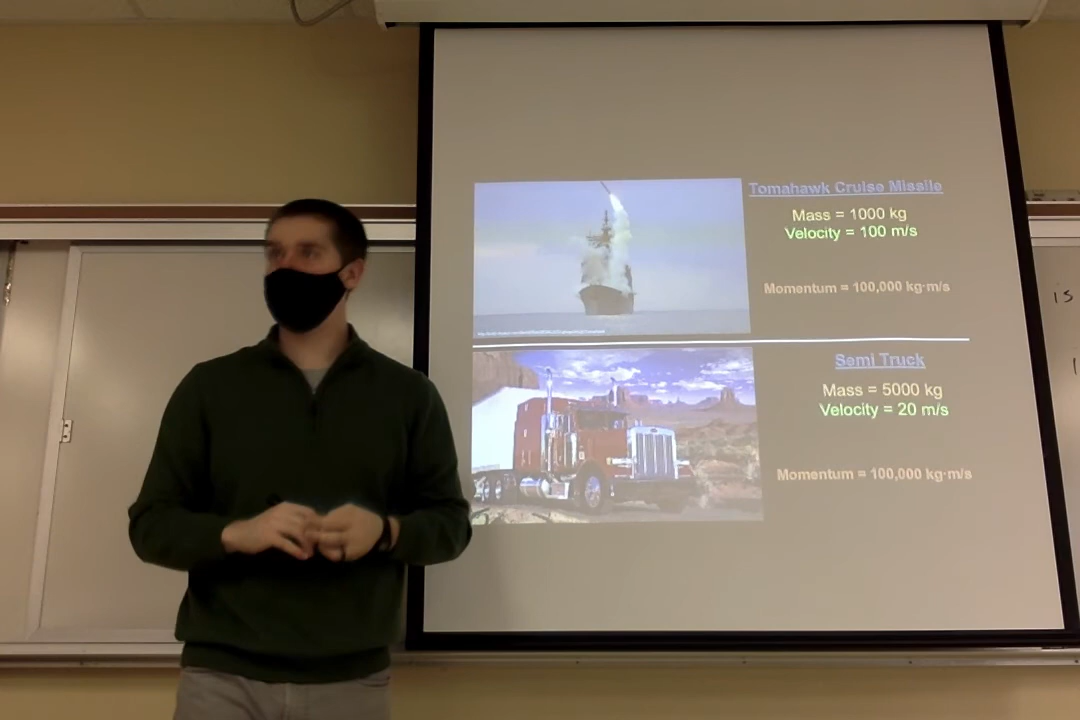 Tomahawk Cruise Missile
Mass = 1000 kg
Velocity = 100 m/s
Momentum = 100,000 kg·m/s
Semi Truck
Mass = 5000 kg
Velocity = 20 m/s
Momentum = 100,000 kg·m/s
is